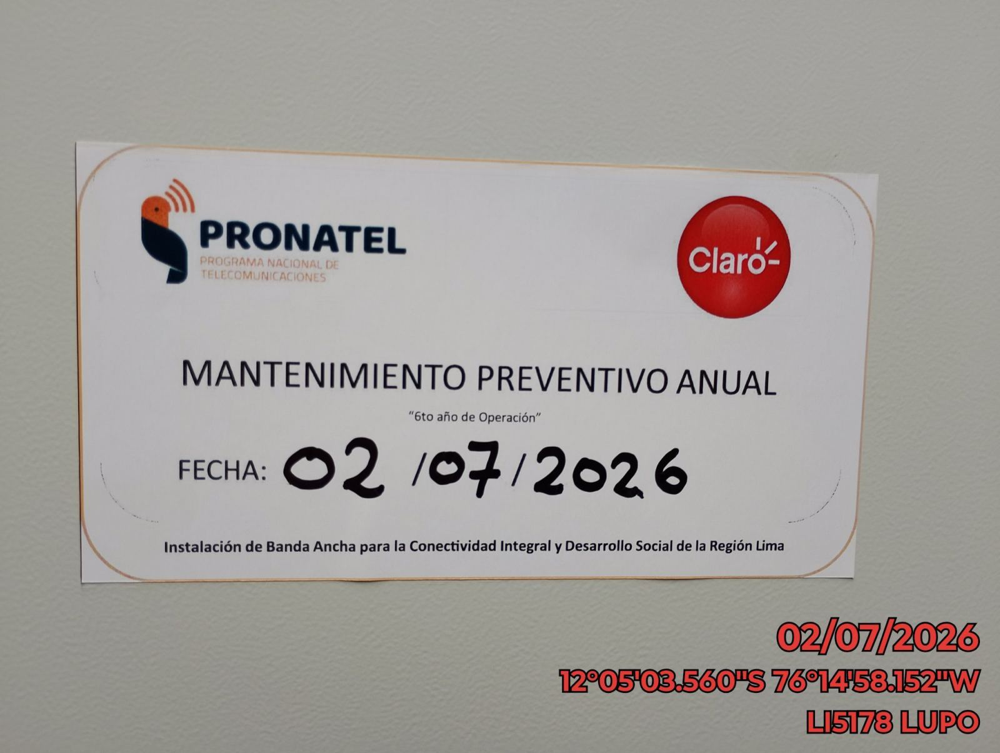 PRONATEL
PROGRAMA NACIONAL DE
TELECOMUNICACIONES
Claro
MANTENIMIENTO PREVENTIVO ANUAL
“6to año de Operación”
FECHA: 02/07/2026
Instalación de Banda Ancha para la Conectividad Integral y Desarrollo Social de la Región Lima
02/07/2026
12°05'03.560"S 76°14'58.152"W
LI5178 LUPO